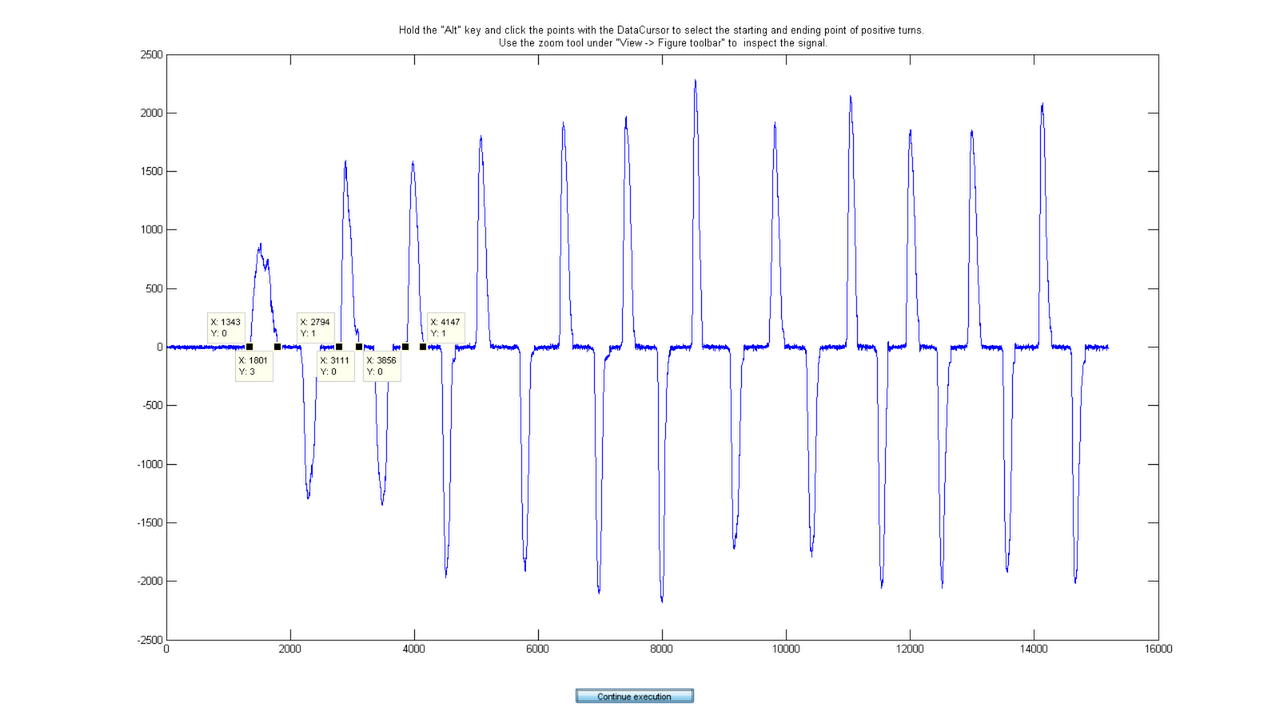 Hold the "Alt" key and click the points with the DataCursor to select the starting and ending point of positive turns.
Use the zoom tool under "View -> Figure toolbar" to  inspect the signal.
2500
2000
1500
1000
500
0
-500
-1000
-1500
-2000
-2500
X: 1343
Y: 0
X: 2794
Y: 1
X: 4147
Y: 1
X: 1801
Y: 3
X: 3111
Y: 0
X: 3856
Y: 0
0 2000 4000 6000 8000 10000 12000 14000 16000
Continue execution